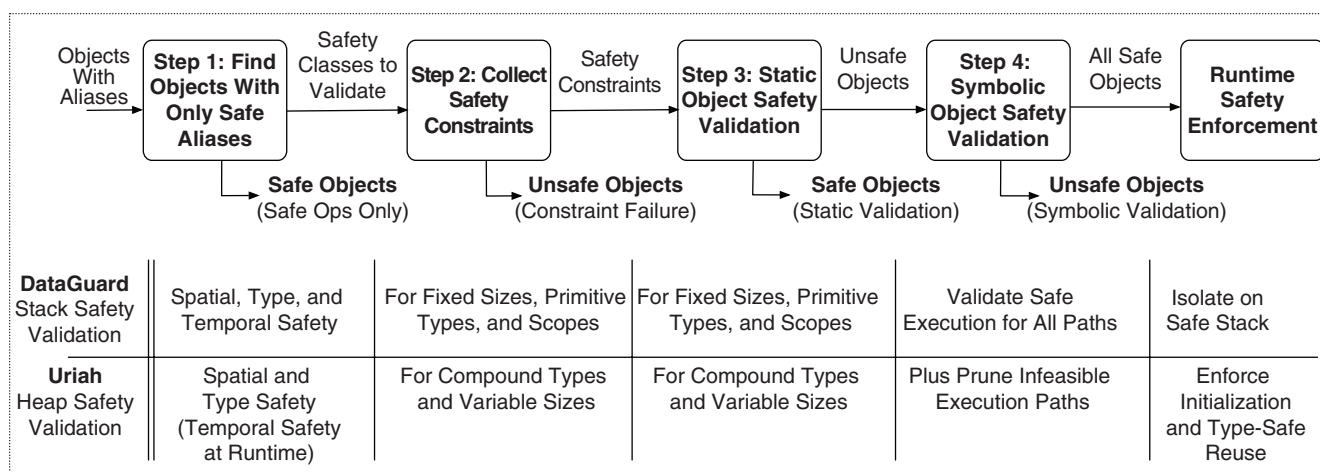 Objects
With
Aliases
Step 1: Find
Objects With
Only Safe
Aliases
Safety
Classes to
Validate
Step 2: Collect
Safety
Constraints
Safety
Constraints
Step 3: Static
Object Safety
Validation
Unsafe
Objects
Step 4:
Symbolic
Object Safety
Validation
All Safe
Objects
Runtime
Safety
Enforcement
Safe Objects
(Safe Ops Only)
Unsafe Objects
(Constraint Failure)
Safe Objects
(Static Validation)
Unsafe Objects
(Symbolic Validation)
DataGuard
Stack Safety
Validation
Spatial, Type, and
Temporal Safety
For Fixed Sizes, Primitive
Types, and Scopes
For Fixed Sizes, Primitive
Types, and Scopes
Validate Safe
Execution for All Paths
Isolate on
Safe Stack
Uriah
Heap Safety
Validation
Spatial and
Type Safety
(Temporal Safety
at Runtime)
For Compound Types
and Variable Sizes
For Compound Types
and Variable Sizes
Plus Prune Infeasible
Execution Paths
Enforce
Initialization
and Type-Safe
Reuse